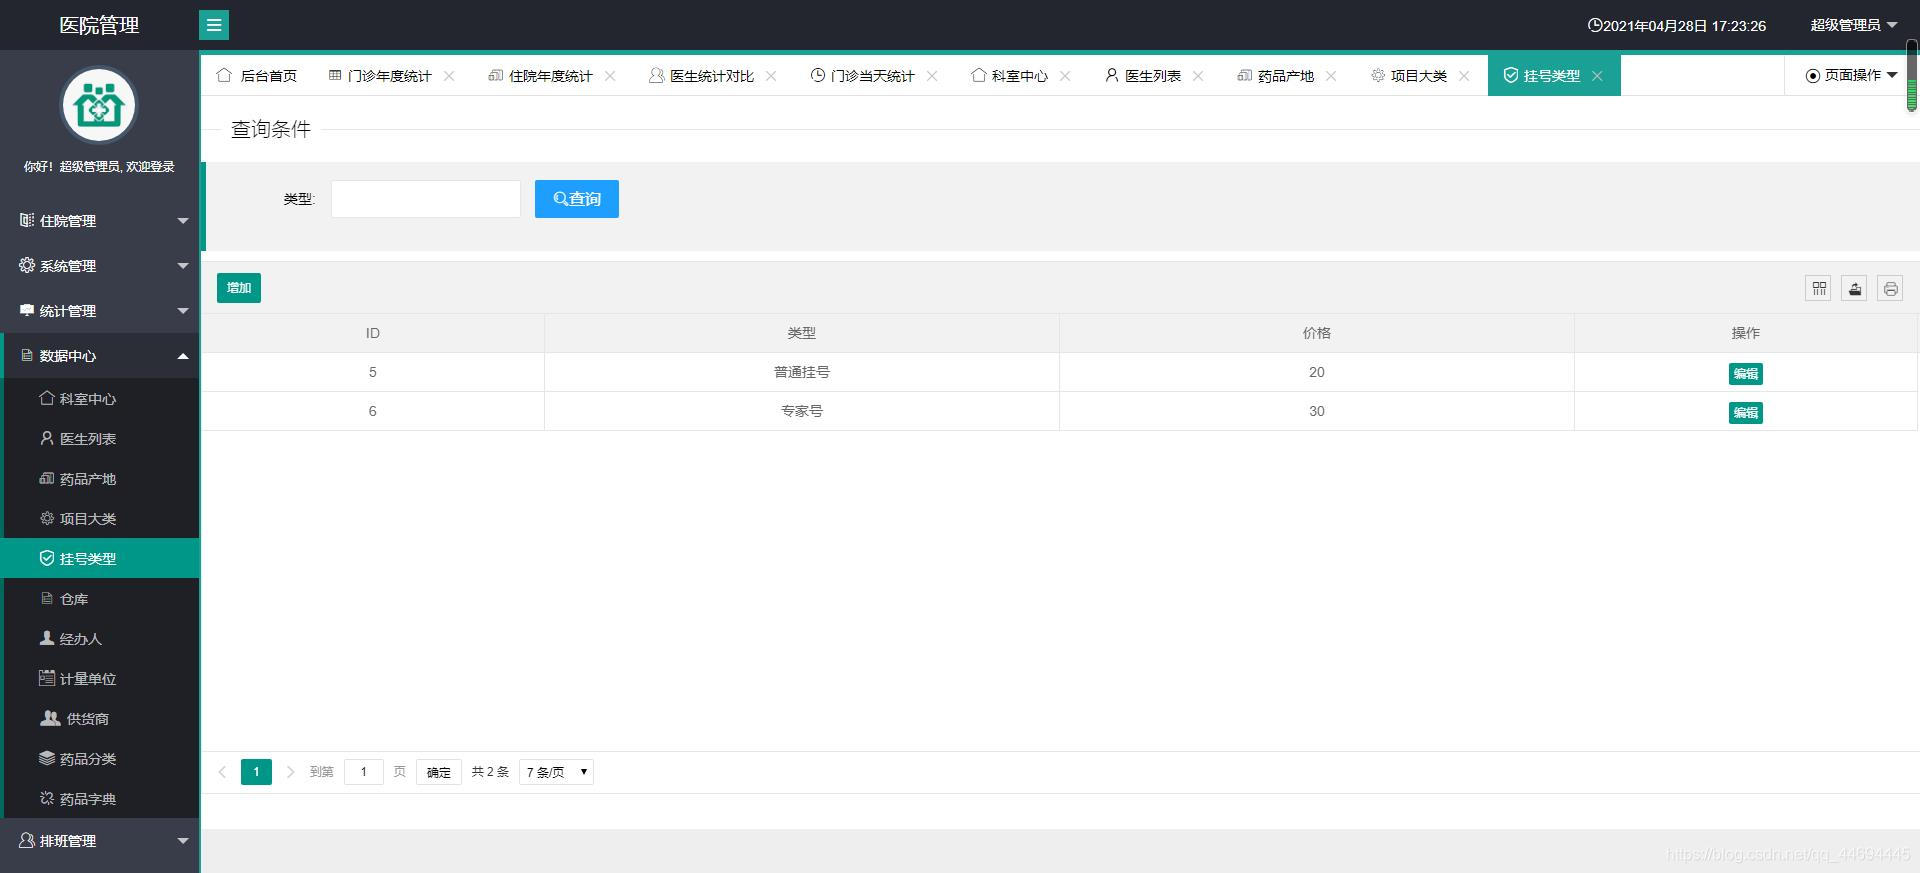 医院管理
2021年04月28日 17:23:26
超级管理员
后台首页
门诊年度统计
住院年度统计
医生统计对比
门诊当天统计
科室中心
医生列表
药品产地
项目大类
挂号类型
页面操作
你好！超级管理员, 欢迎登录
住院管理
系统管理
统计管理
数据中心
科室中心
医生列表
药品产地
项目大类
挂号类型
仓库
经办人
计量单位
供货商
药品分类
药品字典
排班管理
查询条件
类型:
查询
增加
ID 类型 价格 操作
5 普通挂号 20 编辑
6 专家号 30 编辑
1 到第 1 页 确定 共 2 条 7 条/页
https://blog.csdn.net/qq_44694445